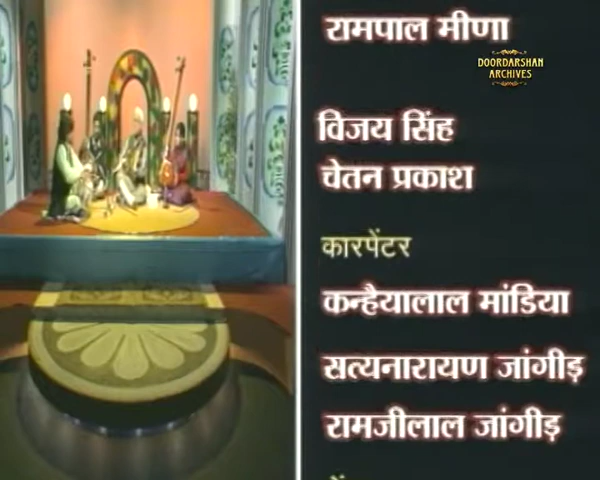 रामपाल मीणा
DOORDARSHAN
ARCHIVES
विजय सिंह
चेतन प्रकाश
कारपेंटर
कन्हैयालाल मांडिया
सत्यनारायण जांगीड़
रामजीलाल जांगीड़